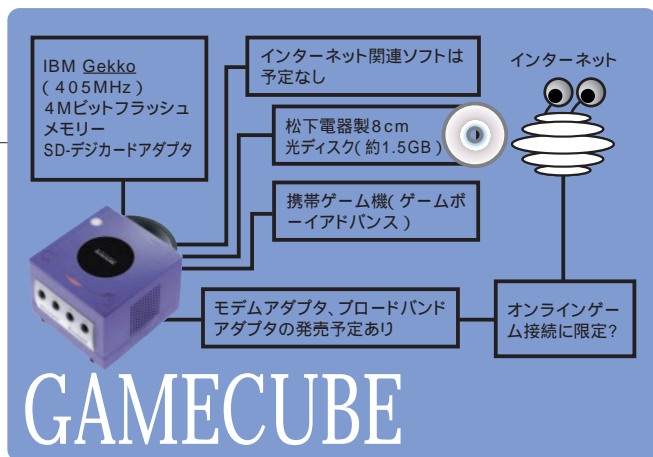 IBM Gekko
(405MHz)
4Mビットフラッシュ
メモリー
SD-デジカードアダプタ
インターネット関連ソフトは
予定なし
インターネット
松下電器製8cm
光ディスク(約1.5GB)
携帯ゲーム機(ゲームボ
ーイアドバンス)
モデムアダプタ、ブロードバンド
アダプタの発売予定あり
オンラインゲー
ム接続に限定?
GAMECUBE